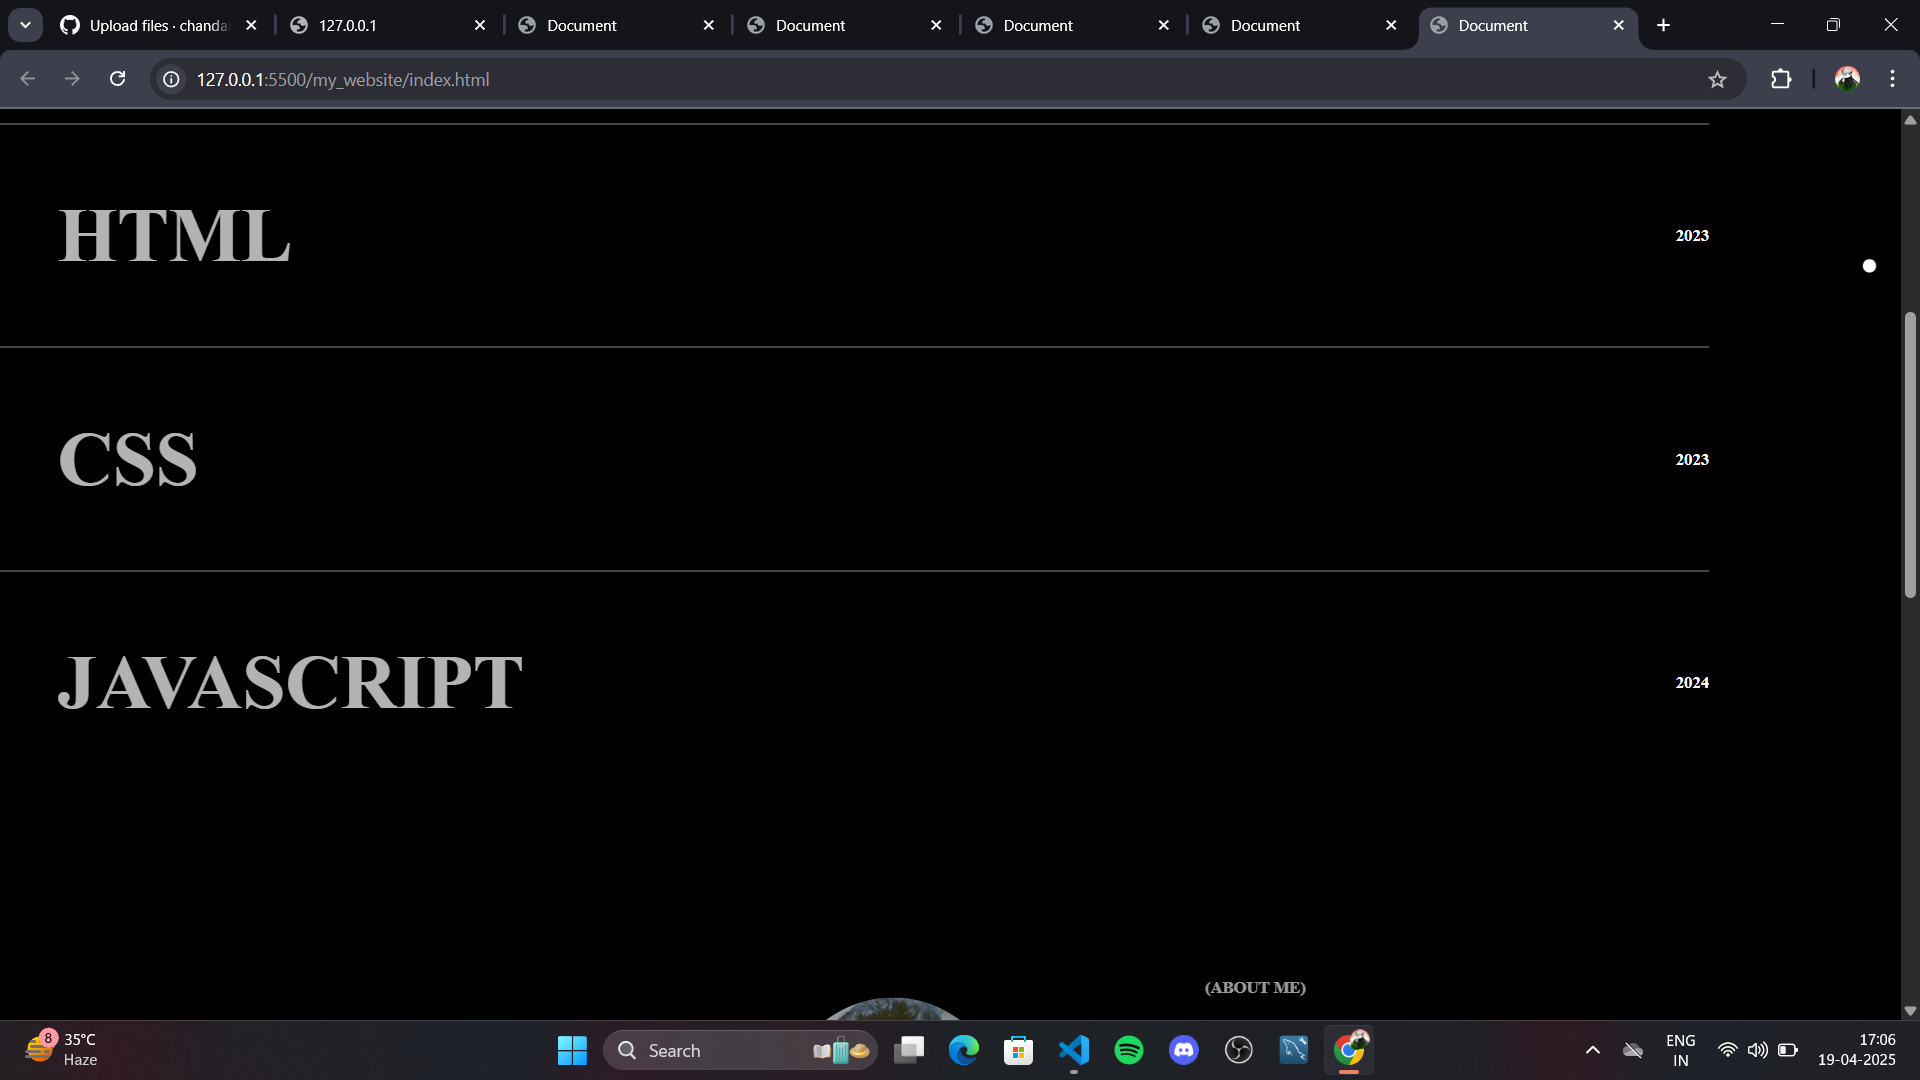 Upload files · chanda
127.0.0.1
Document
Document
Document
Document
Document
127.0.0.1:5500/my_website/index.html
HTML
2023
CSS
2023
JAVASCRIPT
2024
(ABOUT ME)
8
35°C
Haze
Search
ENG
IN
17:06
19-04-2025